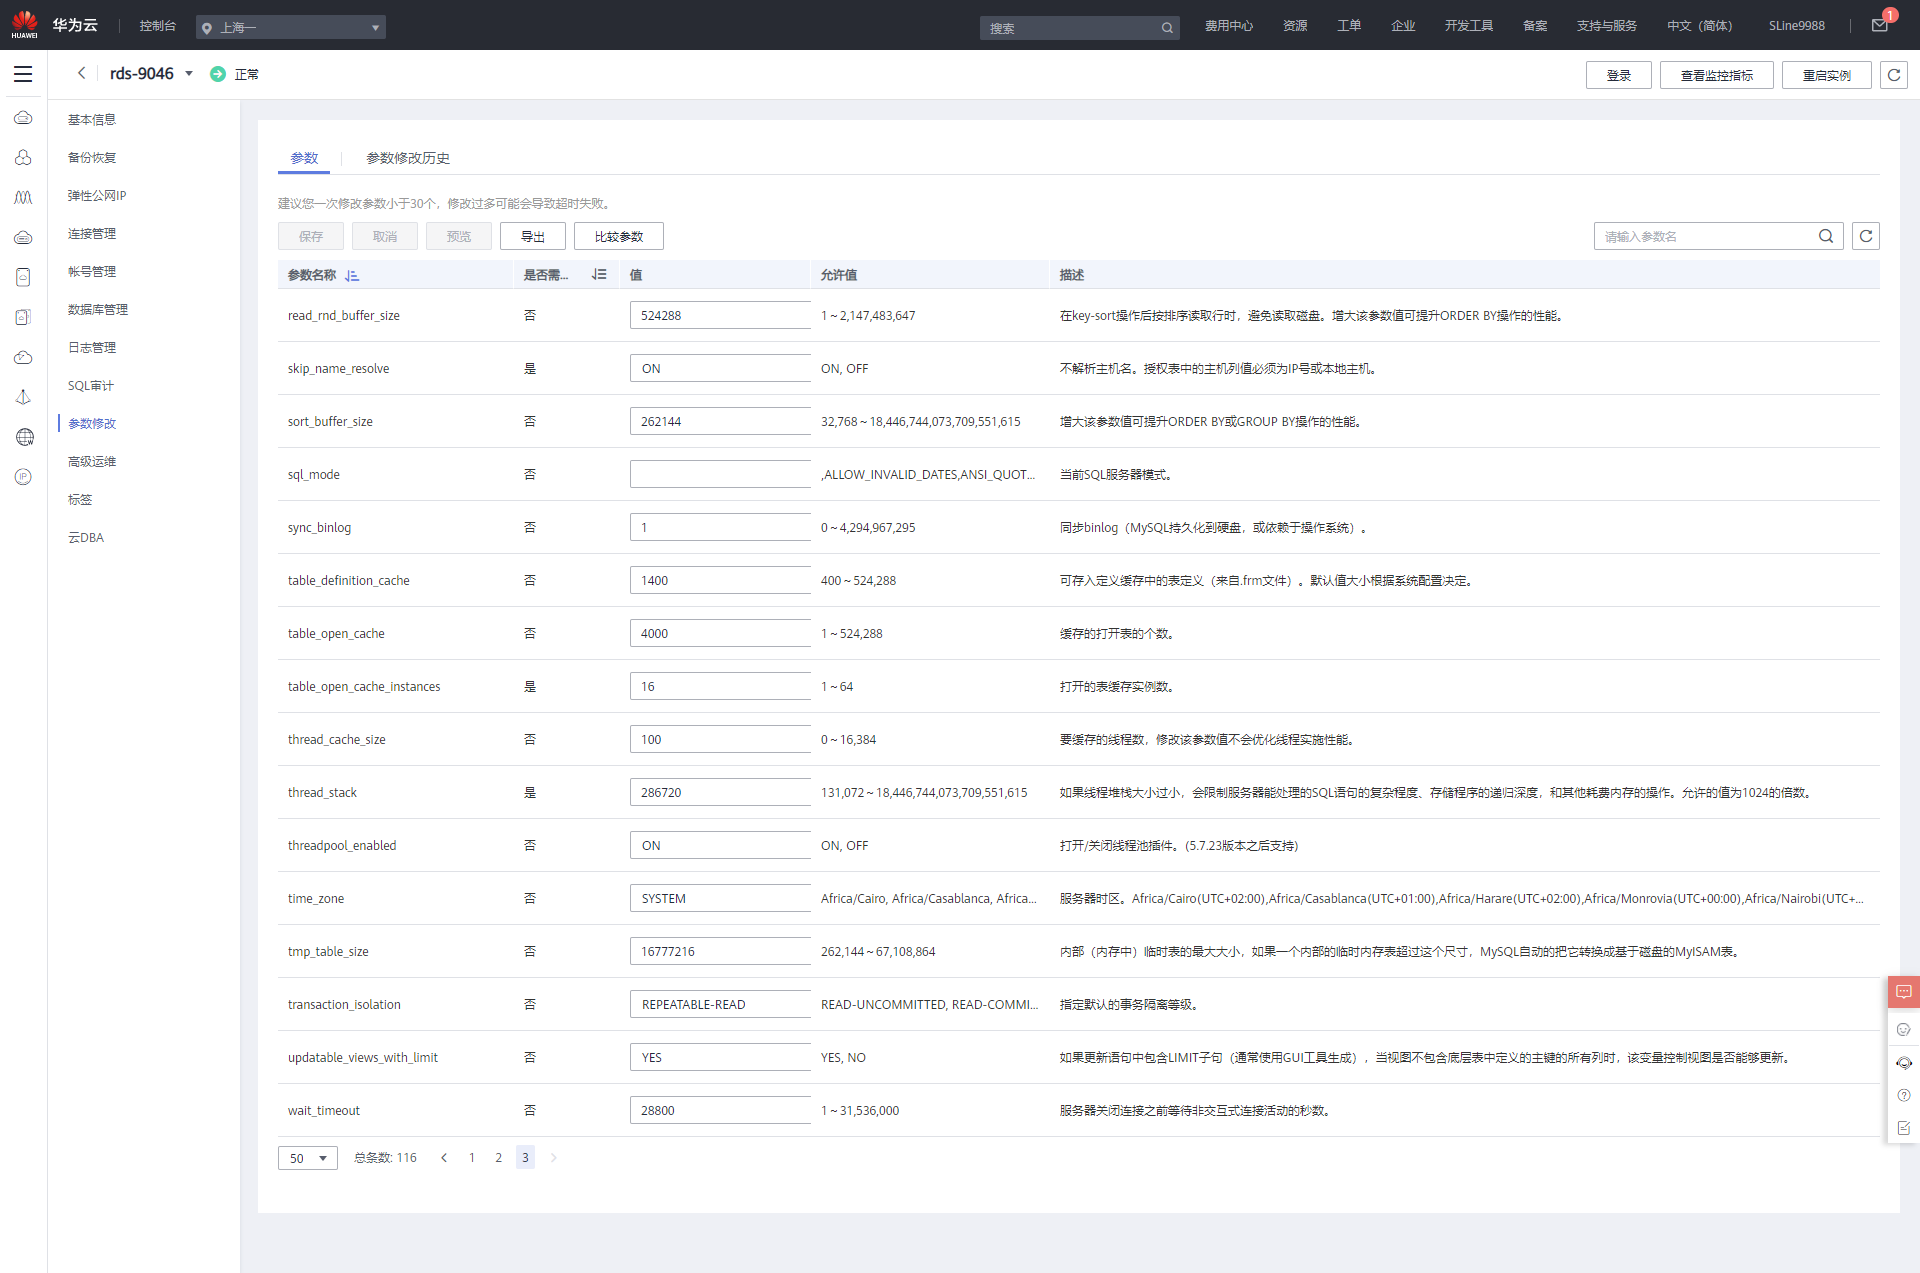 HUAWEI 华为云 控制台 上海一 搜索 费用中心 资源 工单 企业 开发工具 备案 支持与服务 中文（简体） SLine9988 1
rds-9046 正常 登录 查看监控指标 重启实例
基本信息
备份恢复
弹性公网IP
连接管理
帐号管理
数据库管理
日志管理
SQL审计
参数修改
高级运维
标签
云DBA
参数 参数修改历史
建议您一次修改参数小于30个，修改过多可能会导致超时失败。
保存 取消 预览 导出 比较参数 请输入参数名
参数名称 是否需... 值 允许值 描述
read_rnd_buffer_size 否 524288 1 ~ 2,147,483,647 在key-sort操作后按排序读取行时，避免读取磁盘。增大该参数值可提升ORDER BY操作的性能。
skip_name_resolve 是 ON ON, OFF 不解析主机名。授权表中的主机列值必须为IP号或本地主机。
sort_buffer_size 否 262144 32,768 ~ 18,446,744,073,709,551,615 增大该参数值可提升ORDER BY或GROUP BY操作的性能。
sql_mode 否 ,ALLOW_INVALID_DATES,ANSI_QUOT... 当前SQL服务器模式。
sync_binlog 否 1 0 ~ 4,294,967,295 同步binlog（MySQL持久化到硬盘，或依赖于操作系统）。
table_definition_cache 否 1400 400 ~ 524,288 可存入定义缓存中的表定义（来自.frm文件）。默认值大小根据系统配置决定。
table_open_cache 否 4000 1 ~ 524,288 缓存的打开表的个数。
table_open_cache_instances 是 16 1 ~ 64 打开的表缓存实例数。
thread_cache_size 否 100 0 ~ 16,384 要缓存的线程数，修改该参数值不会优化线程实施性能。
thread_stack 是 286720 131,072 ~ 18,446,744,073,709,551,615 如果线程堆栈大小过小，会限制服务器能处理的SQL语句的复杂程度、存储程序的递归深度，和其他耗费内存的操作。允许的值为1024的倍数。
threadpool_enabled 否 ON ON, OFF 打开/关闭线程池插件。(5.7.23版本之后支持)
time_zone 否 SYSTEM Africa/Cairo, Africa/Casablanca, Africa... 服务器时区。Africa/Cairo(UTC+02:00),Africa/Casablanca(UTC+01:00),Africa/Harare(UTC+02:00),Africa/Monrovia(UTC+00:00),Africa/Nairobi(UTC+...
tmp_table_size 否 16777216 262,144 ~ 67,108,864 内部（内存中）临时表的最大大小，如果一个内部的临时内存表超过这个尺寸，MySQL自动的把它转换成基于磁盘的MyISAM表。
transaction_isolation 否 REPEATABLE-READ READ-UNCOMMITTED, READ-COMMI... 指定默认的事务隔离等级。
updatable_views_with_limit 否 YES YES, NO 如果更新语句中包含LIMIT子句（通常使用GUI工具生成），当视图不包含底层表中定义的主键的所有列时，该变量控制视图是否能够更新。
wait_timeout 否 28800 1 ~ 31,536,000 服务器关闭连接之前等待非交互式连接活动的秒数。
50 总条数: 116 1 2 3